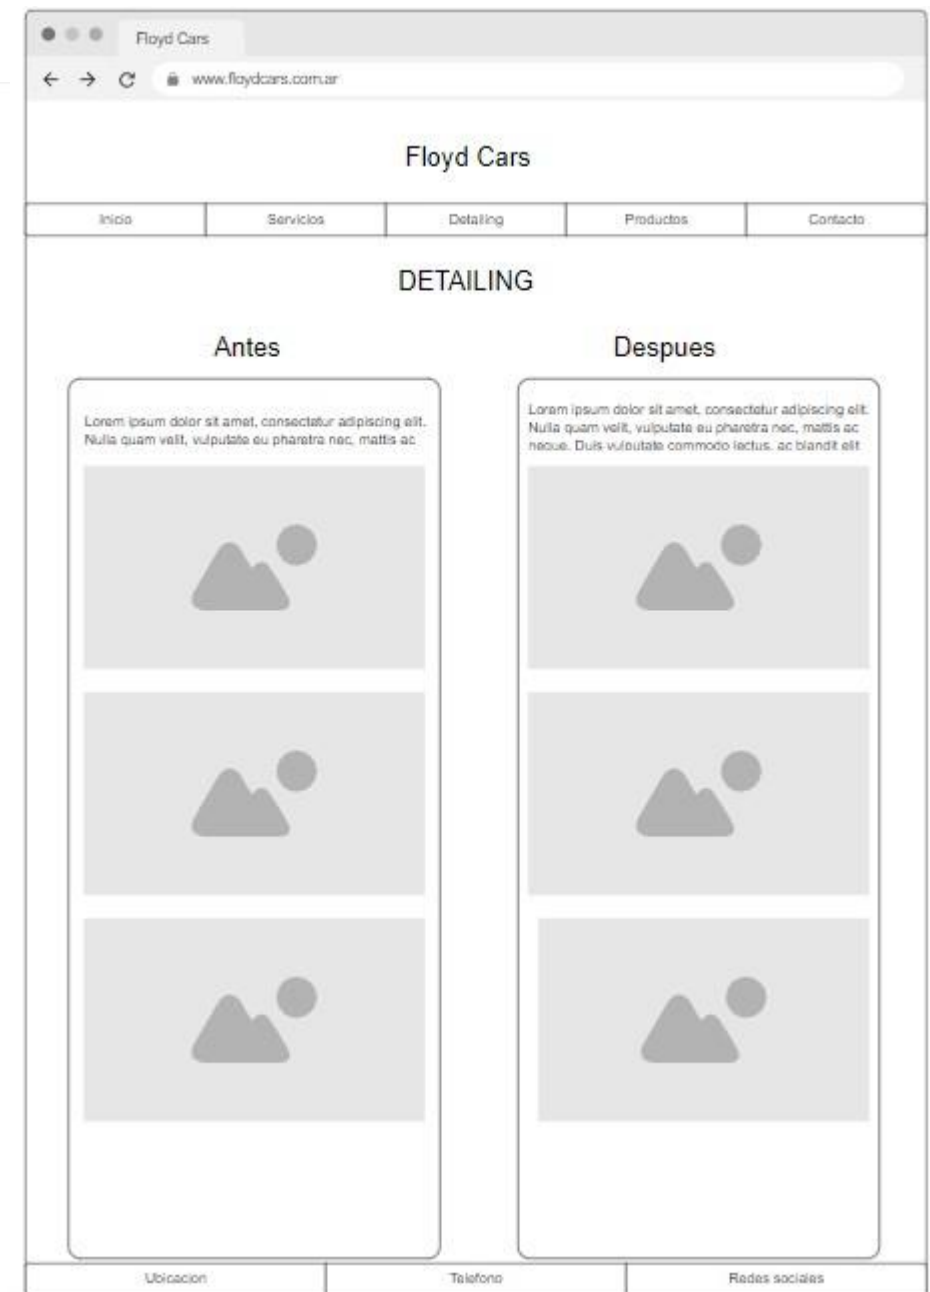 Floyd Cars
www.floydcars.com.ar
Floyd Cars
Inicio Servicios Detailing Productos Contacto
DETAILING
Antes Despues
Lorem ipsum dolor sit amet, consectetur adipiscing elit.
Nulla quam velit, vulputate eu pharetra nec, mattis ac
Lorem ipsum dolor sit amet, consectetur adipiscing elit.
Nulla quam velit, vulputate eu pharetra nec, mattis ac
neque. Duis vulputate commodo lectus, ac blandit elit
Ubicacion Telefono Redes sociales